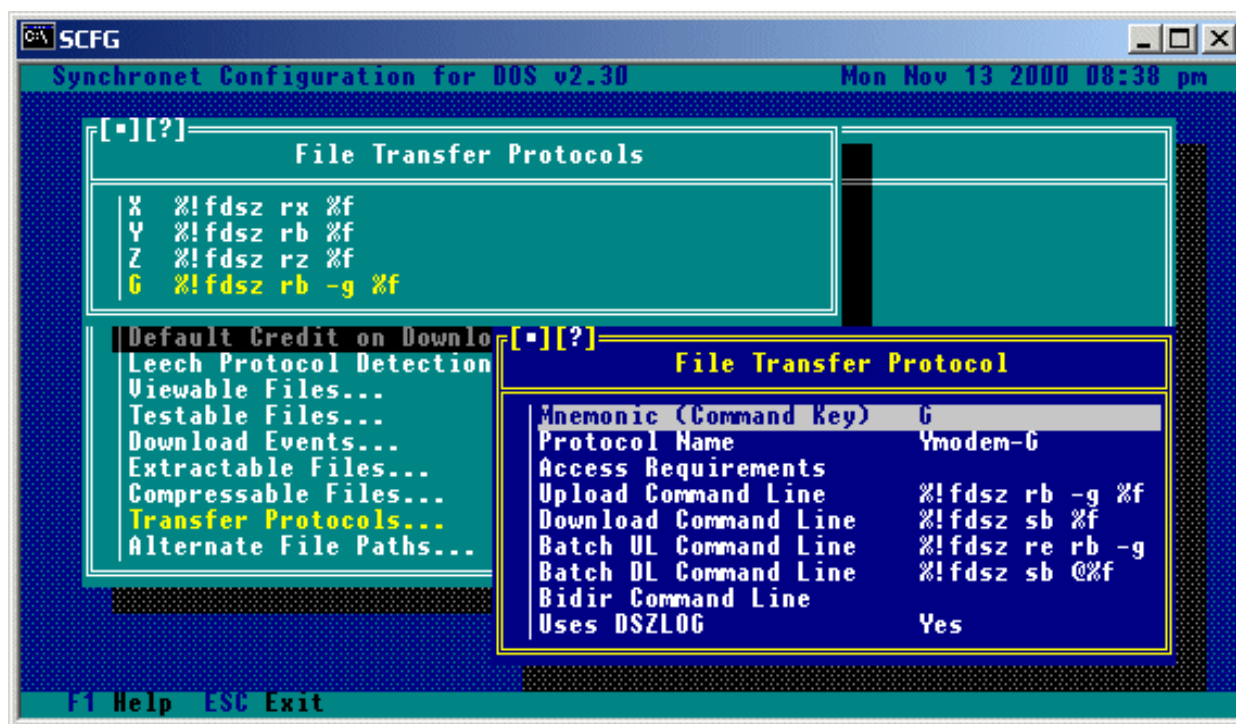 SCFG
Synchronet Configuration for DOS v2.30 Mon Nov 13 2000 08:38 pm
[▪][?]
File Transfer Protocols
X %!fdsz rx %f
Y %!fdsz rb %f
Z %!fdsz rz %f
G %!fdsz rb -g %f
Default Credit on Downlo
Leech Protocol Detection
Viewable Files...
Testable Files...
Download Events...
Extractable Files...
Compressable Files...
Transfer Protocols...
Alternate File Paths...
[▪][?]
File Transfer Protocol
Mnemonic (Command Key) G
Protocol Name Ymodem-G
Access Requirements
Upload Command Line %!fdsz rb -g %f
Download Command Line %!fdsz sb %f
Batch UL Command Line %!fdsz re rb -g
Batch DL Command Line %!fdsz sb @%f
Bidir Command Line
Uses DSZLOG Yes
F1 Help ESC Exit